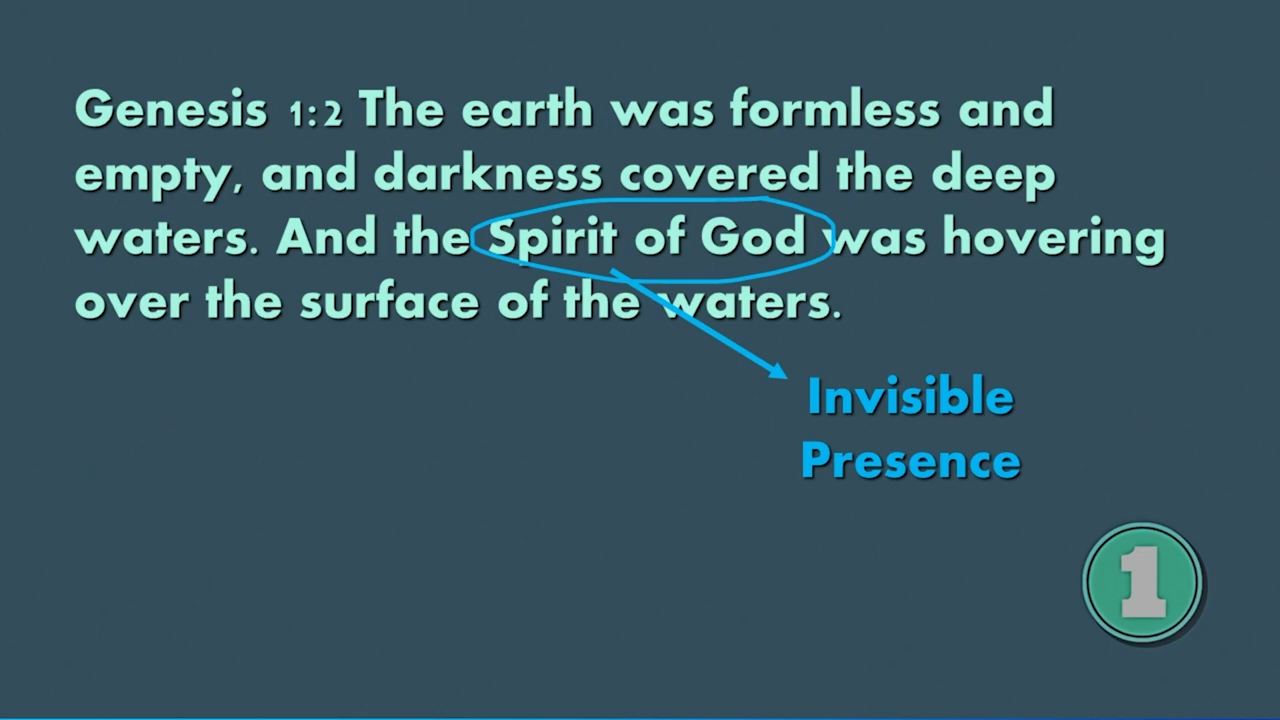 Genesis 1:2 The earth was formless and
empty, and darkness covered the deep
waters. And the Spirit of God was hovering
over the surface of the waters.
Invisible
Presence
1